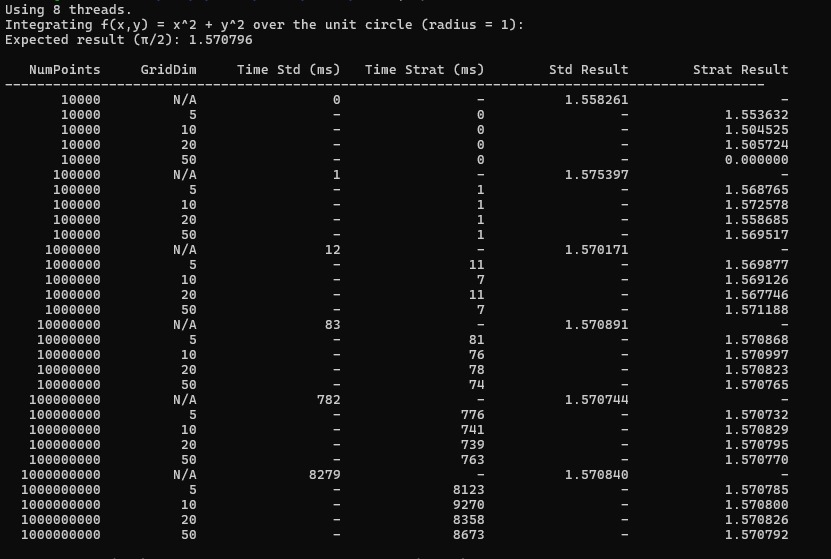 Using 8 threads.
Integrating f(x,y) = x^2 + y^2 over the unit circle (radius = 1):
Expected result (π/2): 1.570796
NumPoints GridDim Time Std (ms) Time Strat (ms) Std Result Strat Result
-----------------------------------------------------------------------------------------------
10000 N/A 0 - 1.558261 -
10000 5 - 0 - 1.553632
10000 10 - 0 - 1.504525
10000 20 - 0 - 1.505724
10000 50 - 0 - 0.000000
100000 N/A 1 - 1.575397 -
100000 5 - 1 - 1.568765
100000 10 - 1 - 1.572578
100000 20 - 1 - 1.558685
100000 50 - 1 - 1.569517
1000000 N/A 12 - 1.570171 -
1000000 5 - 11 - 1.569877
1000000 10 - 7 - 1.569126
1000000 20 - 11 - 1.567746
1000000 50 - 7 - 1.571188
10000000 N/A 83 - 1.570891 -
10000000 5 - 81 - 1.570868
10000000 10 - 76 - 1.570997
10000000 20 - 78 - 1.570823
10000000 50 - 74 - 1.570765
100000000 N/A 782 - 1.570744 -
100000000 5 - 776 - 1.570732
100000000 10 - 741 - 1.570829
100000000 20 - 739 - 1.570795
100000000 50 - 763 - 1.570770
1000000000 N/A 8279 - 1.570840 -
1000000000 5 - 8123 - 1.570785
1000000000 10 - 9270 - 1.570800
1000000000 20 - 8358 - 1.570826
1000000000 50 - 8673 - 1.570792